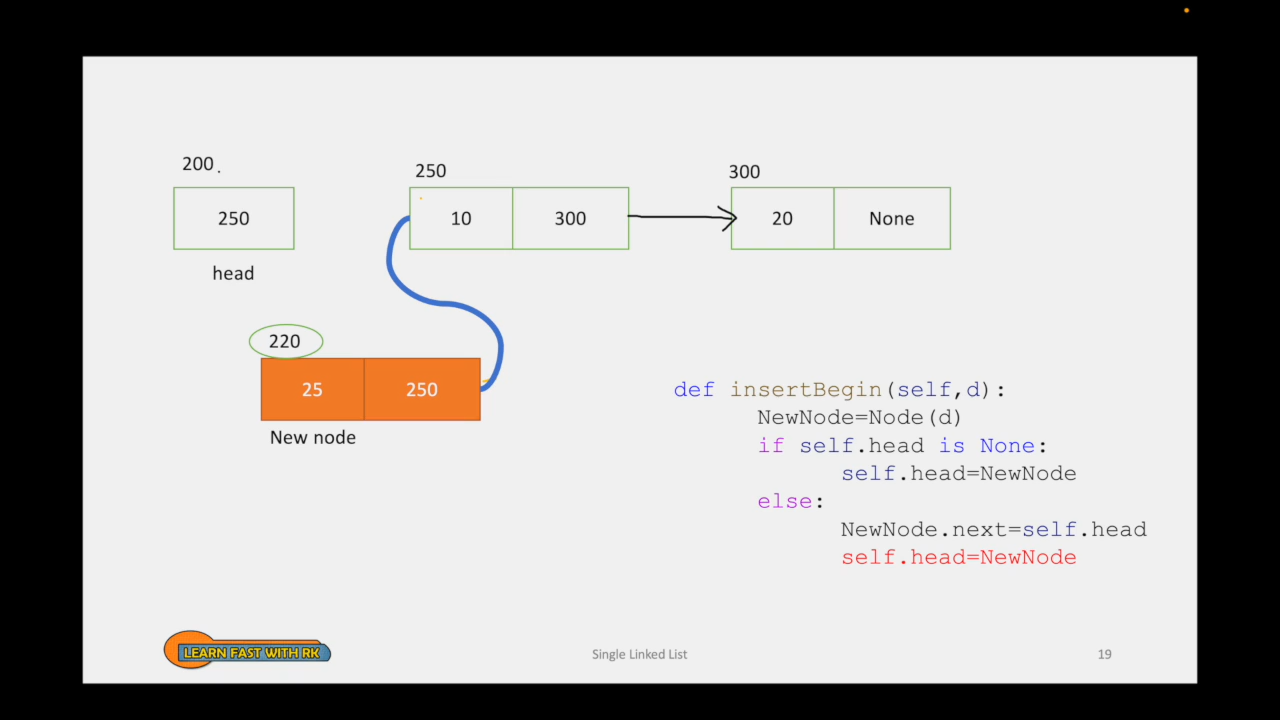 200
250
300
250
10
300
20
None
head
220
25
250
New node
def insertBegin(self,d):
NewNode=Node(d)
if self.head is None:
self.head=NewNode
else:
NewNode.next=self.head
self.head=NewNode
LEARN FAST WITH RK
Single Linked List
19